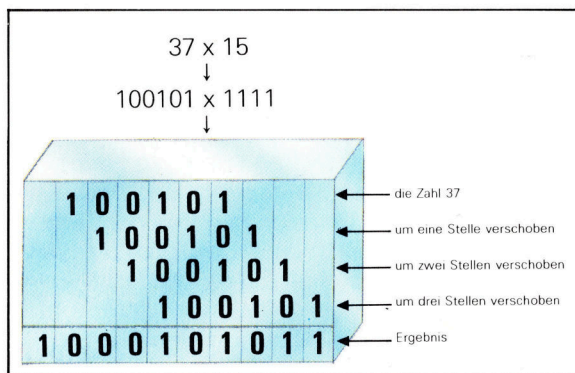 37 x 15
↓
100101 x 1111
↓
1 0 0 1 0 1 die Zahl 37
1 0 0 1 0 1 um eine Stelle verschoben
1 0 0 1 0 1 um zwei Stellen verschoben
1 0 0 1 0 1 um drei Stellen verschoben
1 0 0 0 1 0 1 0 1 1 Ergebnis